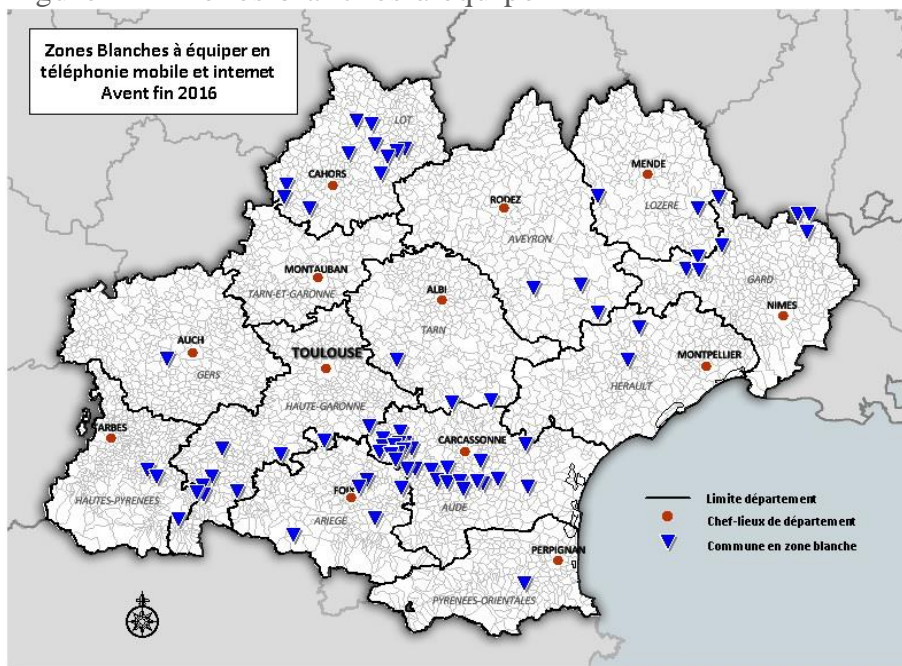 Zones Blanches à équiper en
téléphonie mobile et internet
Avent fin 2016
LOT
CAHORS
MENDE
LOZERE
RODEZ
AVEYRON
MONTAUBAN
TARN-ET-GARONNE
ALBI
TARN
GARD
NIMES
AUCH
GERS
TOULOUSE
HAUTE-GARONNE
MONTPELLIER
HERAULT
TARBES
HAUTES-PYRENEES
CARCASSONNE
AUDE
FOIX
ARIEGE
PERPIGNAN
PYRENEES-ORIENTALES
Limite département
Chef-lieux de département
Commune en zone blanche